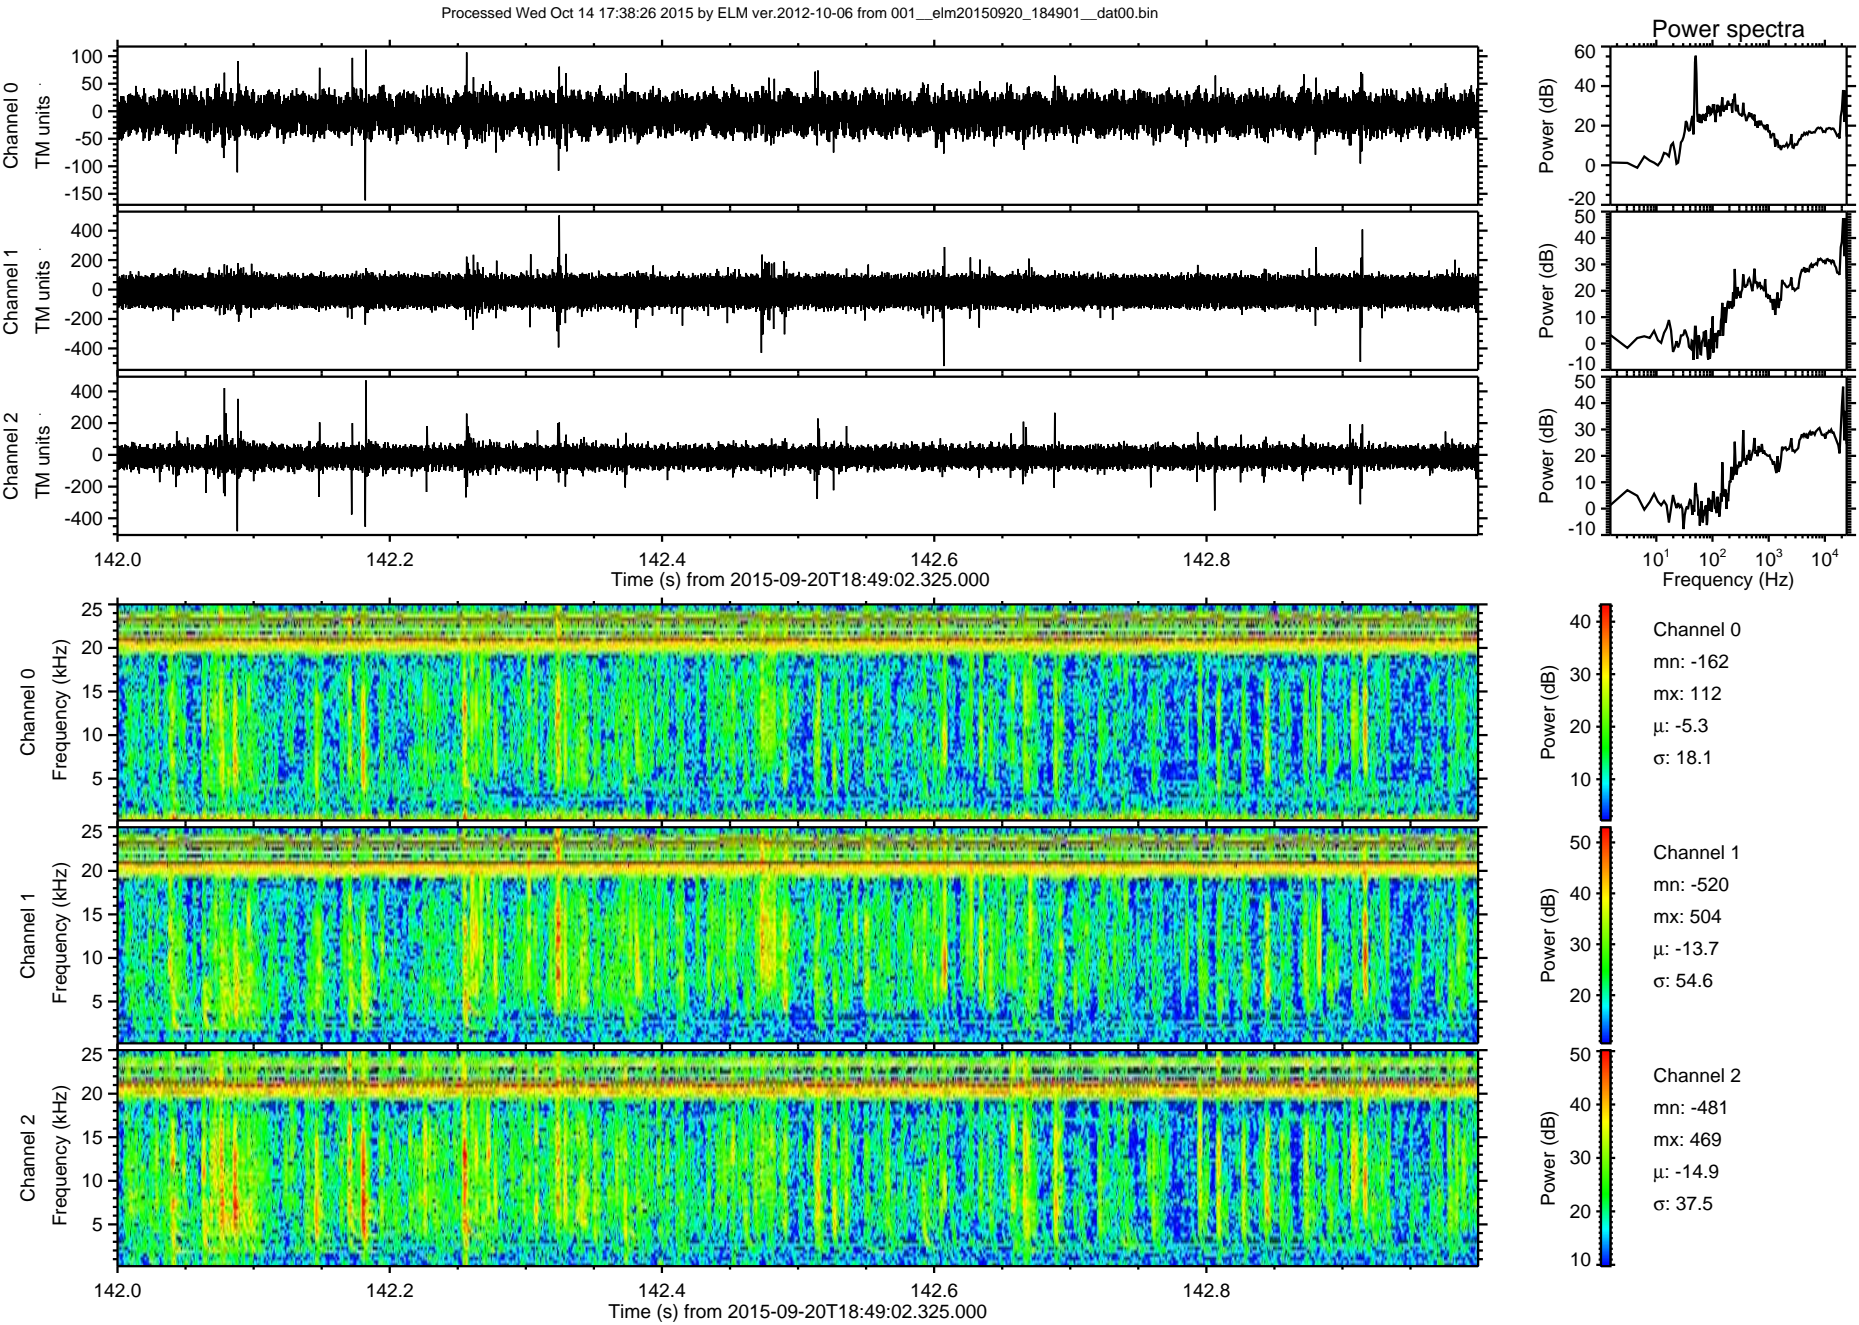 Processed Wed Oct 14 17:38:26 2015 by ELM ver.2012-10-06 from 001__elm20150920_184901__dat00.bin
Power spectra
Channel 0
TM units
100
50
0
-50
-100
-150
Power (dB)
60
40
20
0
-20
Channel 1
TM units
400
200
0
-200
-400
Power (dB)
50
40
30
20
10
0
-10
Channel 2
TM units
400
200
0
-200
-400
Power (dB)
50
40
30
20
10
0
-10
142.0 142.2 142.4 142.6 142.8
Time (s) from 2015-09-20T18:49:02.325.000
10¹ 10² 10³ 10⁴
Frequency (Hz)
Channel 0
Frequency (kHz)
25
20
15
10
5
Power (dB)
40
30
20
10
Channel 0
mn: -162
mx: 112
µ: -5.3
σ: 18.1
Channel 1
Frequency (kHz)
25
20
15
10
5
Power (dB)
50
40
30
20
Channel 1
mn: -520
mx: 504
µ: -13.7
σ: 54.6
Channel 2
Frequency (kHz)
25
20
15
10
5
Power (dB)
50
40
30
20
10
Channel 2
mn: -481
mx: 469
µ: -14.9
σ: 37.5
142.0 142.2 142.4 142.6 142.8
Time (s) from 2015-09-20T18:49:02.325.000